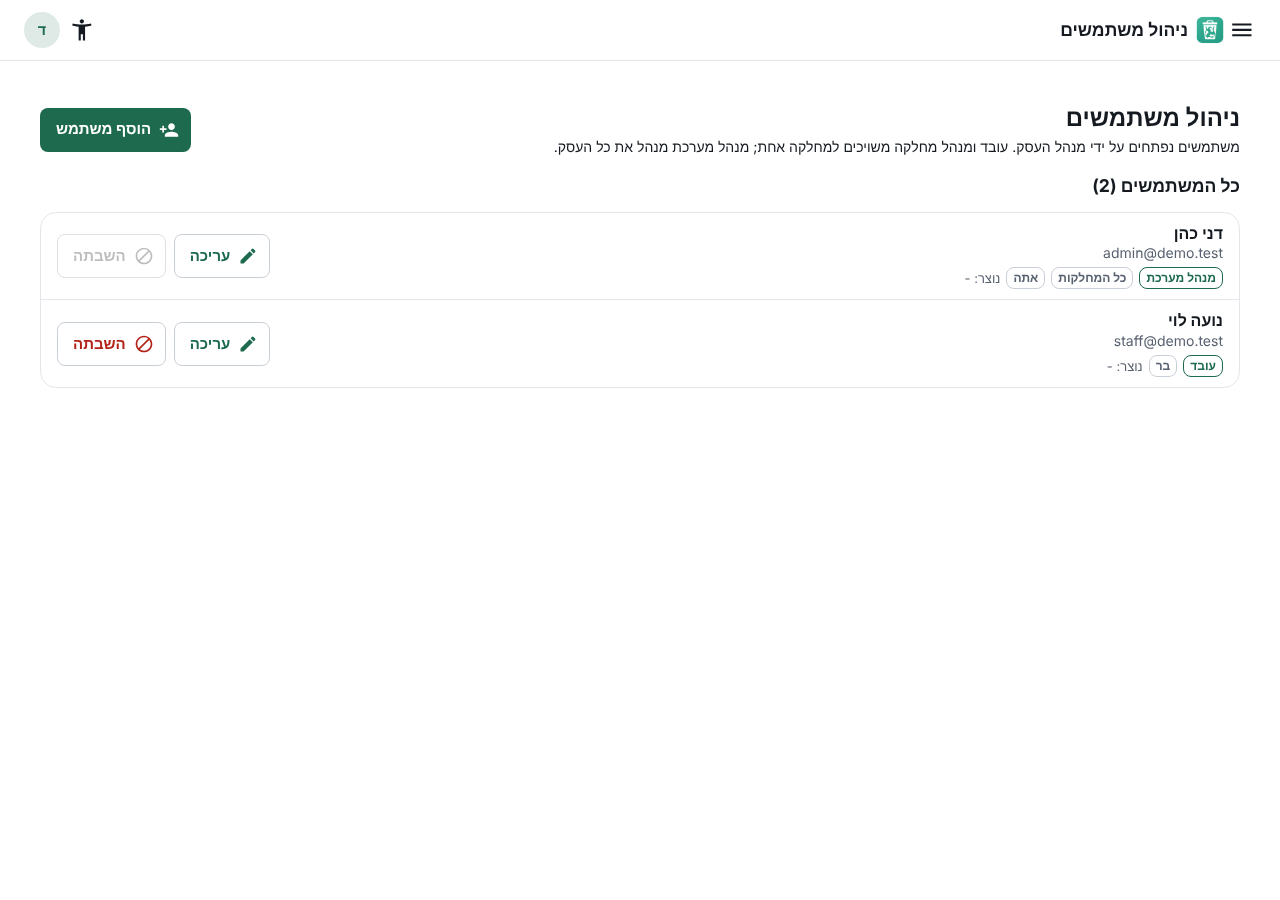 ניהול משתמשים
ד
ניהול משתמשים
משתמשים נפתחים על ידי מנהל העסק. עובד ומנהל מחלקה משויכים למחלקה אחת; מנהל מערכת מנהל את כל העסק.
הוסף משתמש
כל המשתמשים (2)
דני כהן
admin@demo.test
מנהל מערכת כל המחלקות אתה נוצר: -
עריכה השבתה
נועה לוי
staff@demo.test
עובד בר נוצר: -
עריכה השבתה